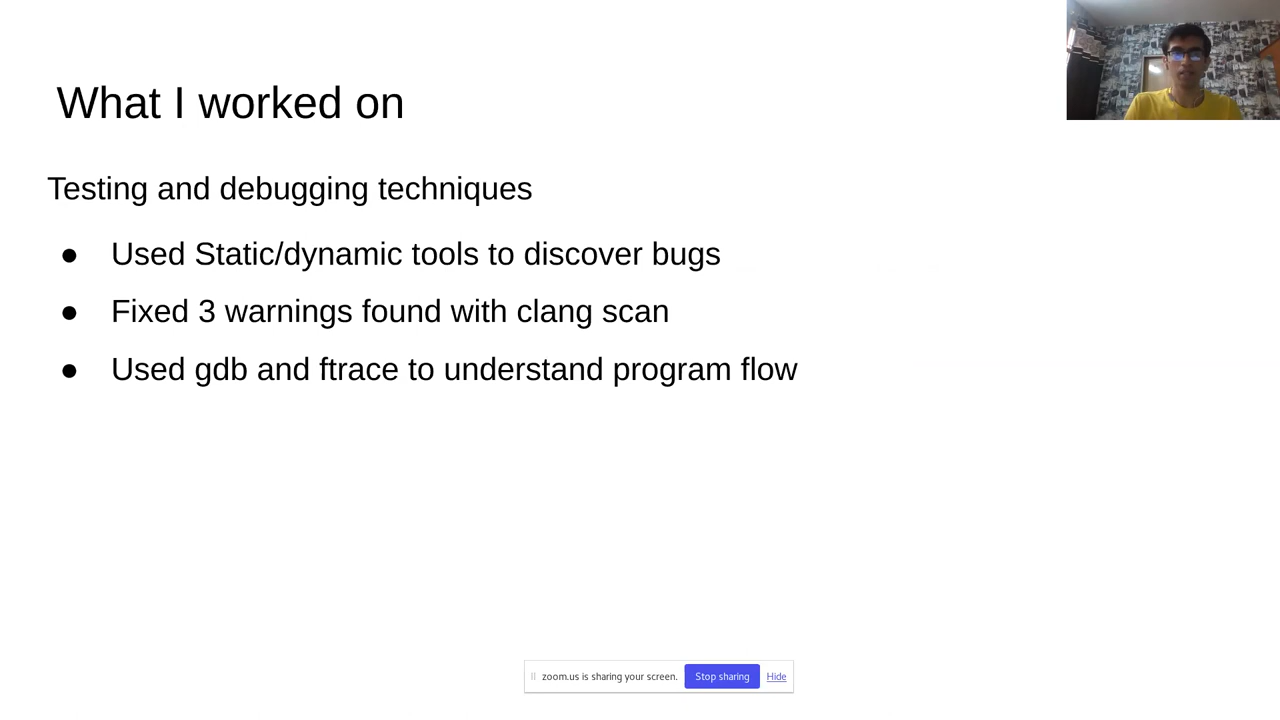 What I worked on
Testing and debugging techniques
● Used Static/dynamic tools to discover bugs
● Fixed 3 warnings found with clang scan
● Used gdb and ftrace to understand program flow
zoom.us is sharing your screen. Stop sharing Hide